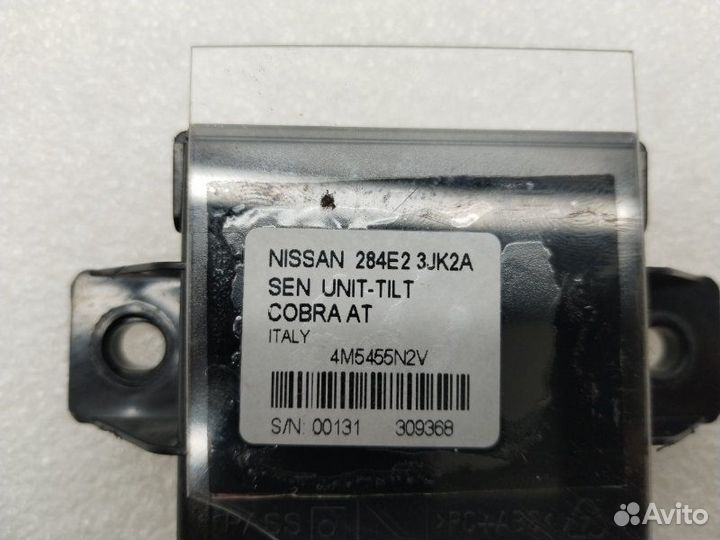 NISSAN 284E2 3JK2A
SEN UNIT-TILT
COBRA AT
ITALY
4M5455N2V
S/N: 00131 309368
Avito